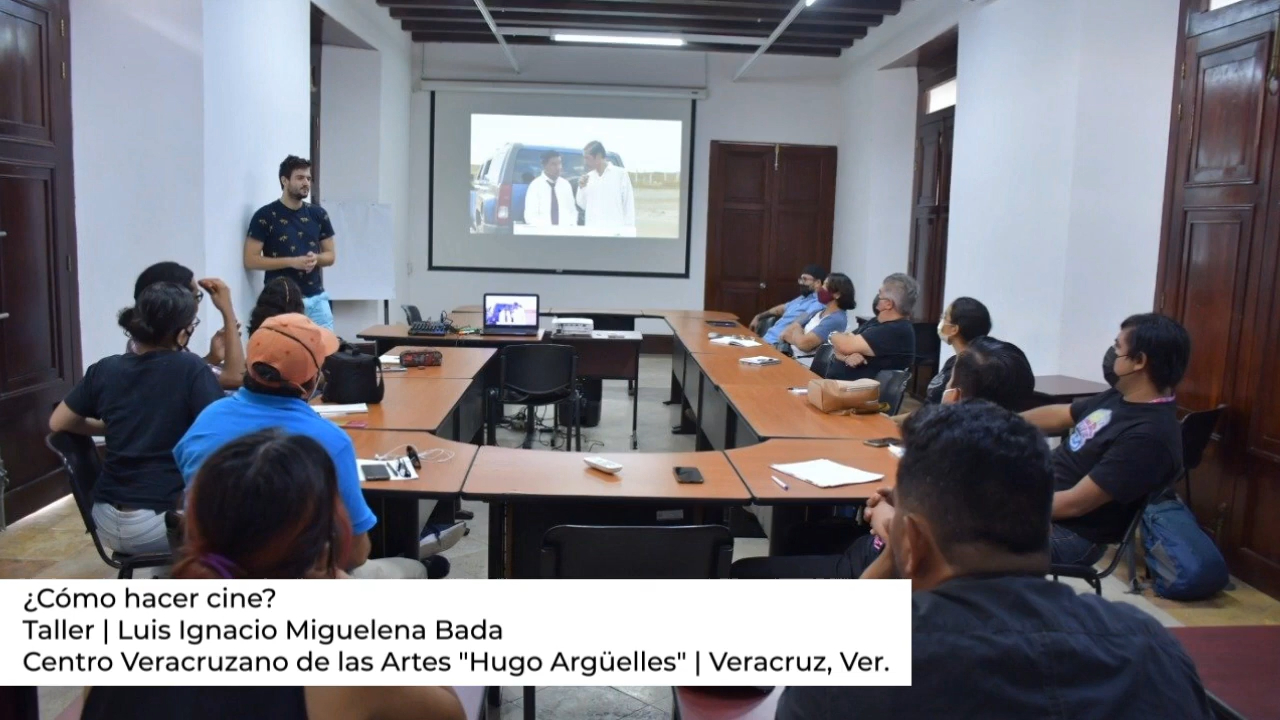 ¿Cómo hacer cine?
Taller | Luis Ignacio Miguelena Bada
Centro Veracruzano de las Artes "Hugo Argüelles" | Veracruz, Ver.